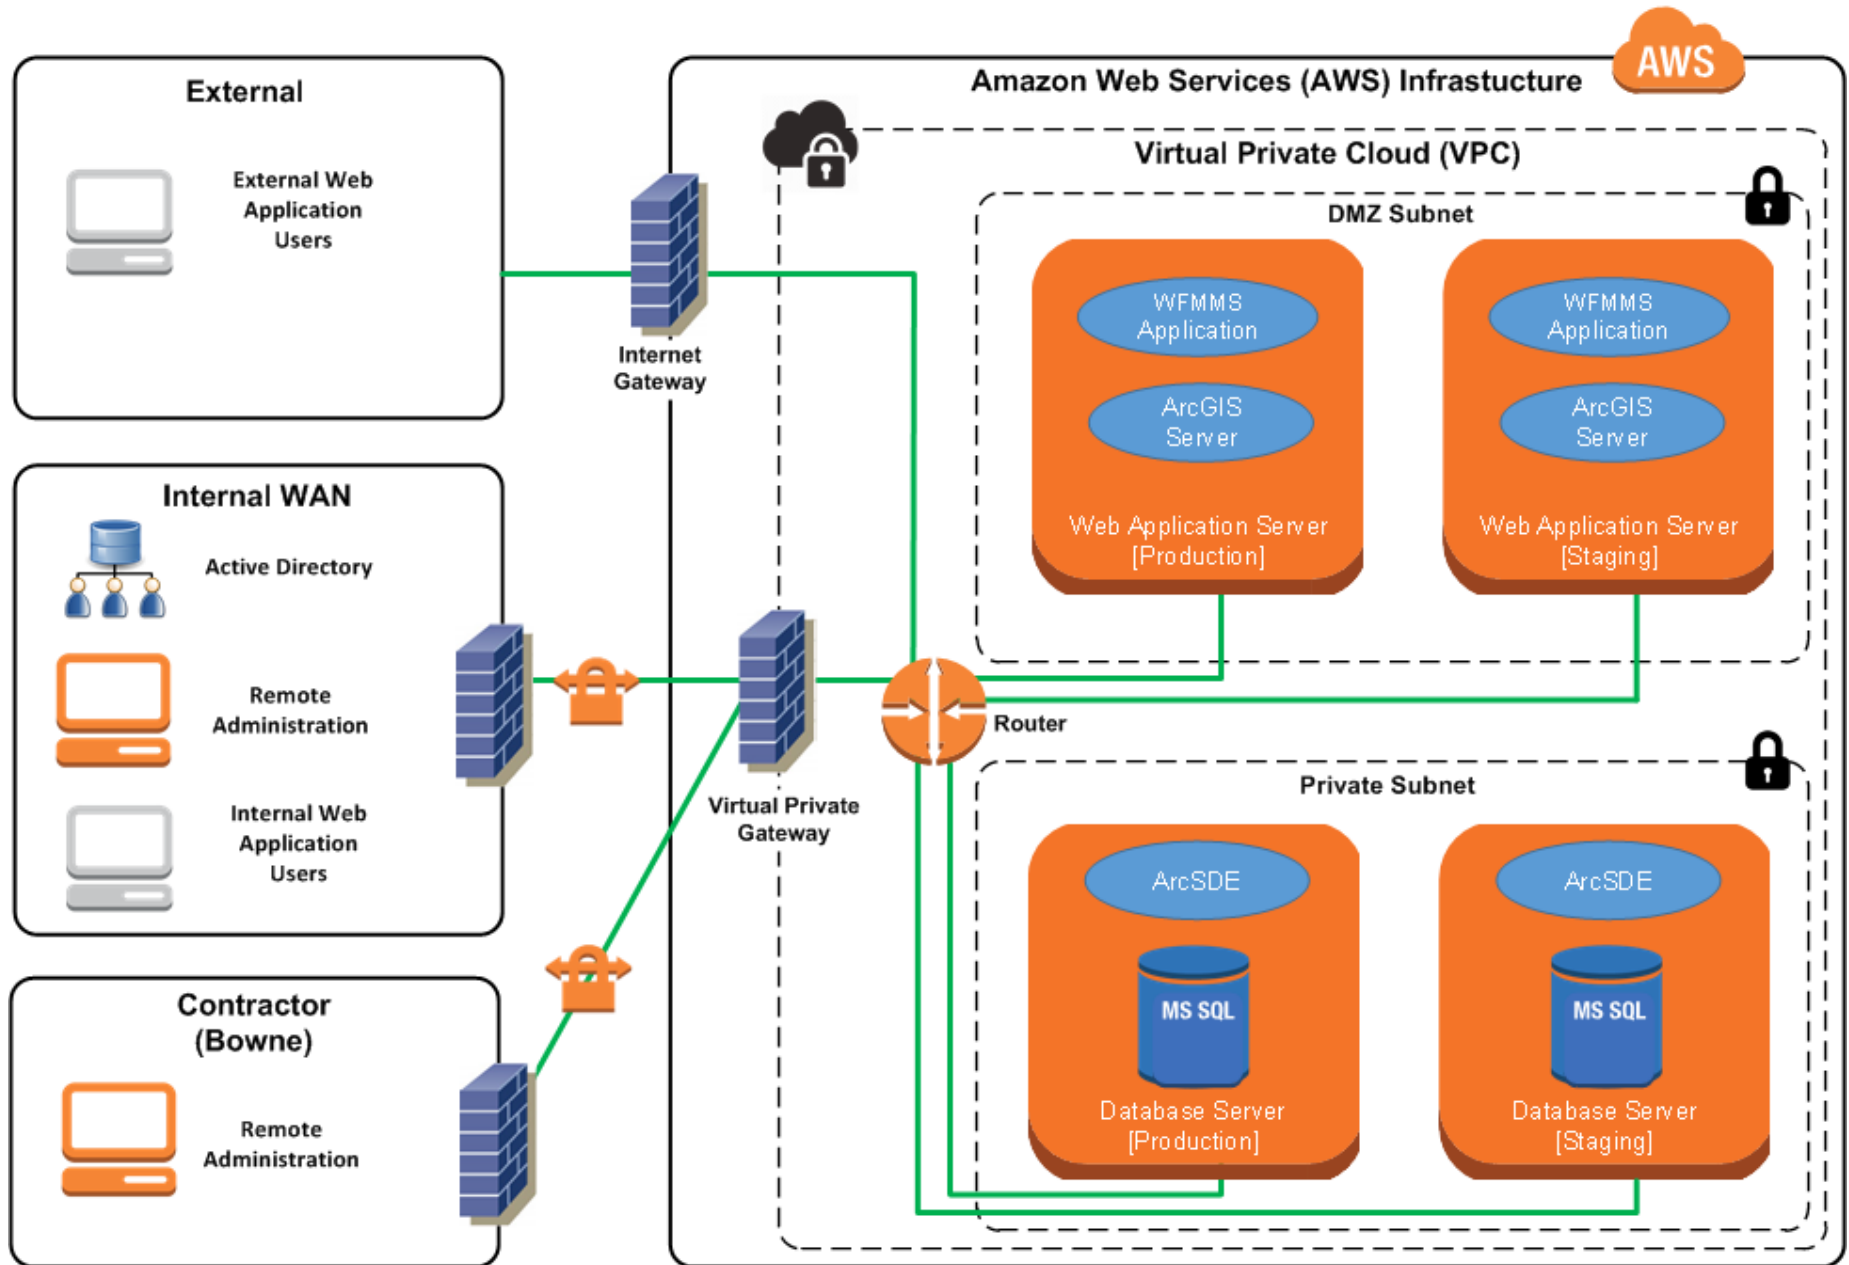 AWS
Amazon Web Services (AWS) Infrastucture
External
External Web
Application
Users
Internet
Gateway
Internal WAN
Active Directory
Remote
Administration
Internal Web
Application
Users
Contractor
(Bowne)
Remote
Administration
Virtual Private
Gateway
Router
Virtual Private Cloud (VPC)
DMZ Subnet
WFMMS
Application
ArcGIS
Server
Web Application Server
[Production]
WFMMS
Application
ArcGIS
Server
Web Application Server
[Staging]
Private Subnet
ArcSDE
MS SQL
Database Server
[Production]
ArcSDE
MS SQL
Database Server
[Staging]